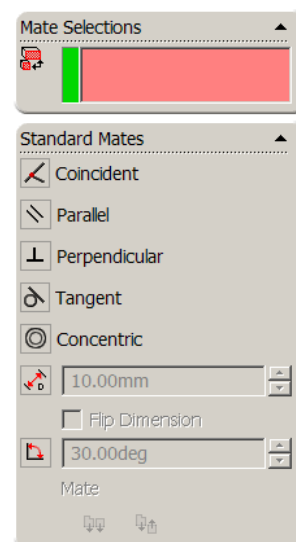 Mate Selections
Standard Mates
Coincident
Parallel
Perpendicular
Tangent
Concentric
D 10.00mm
Flip Dimension
30.00deg
Mate